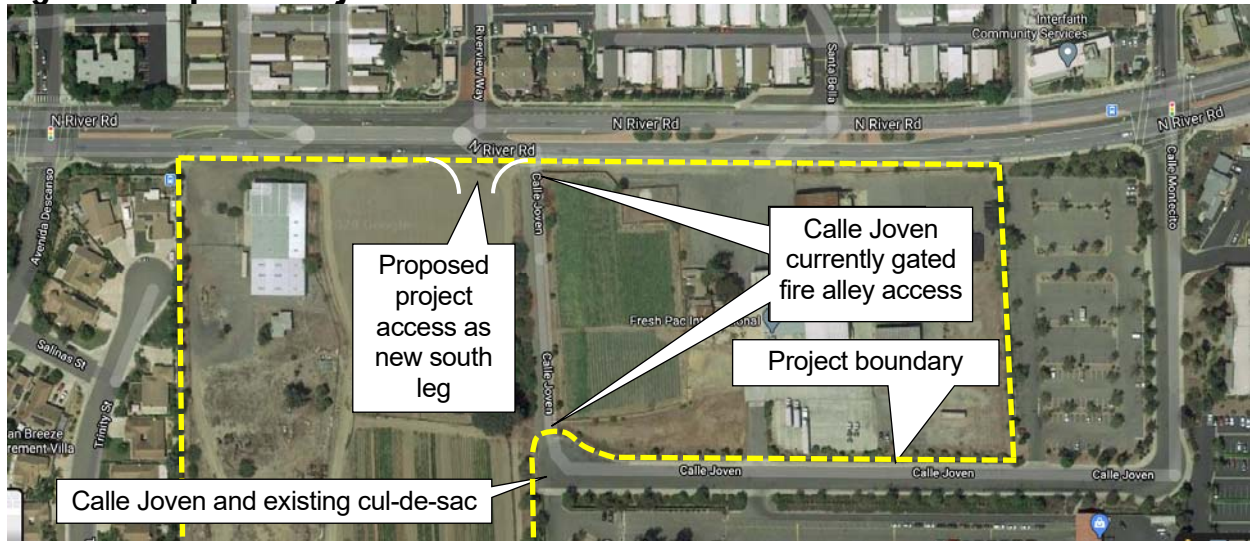 Interfaith
Community Services
Riverview Way
Santa Bella
N River Rd
N River Rd
N River Rd
N River Rd
N River Rd
Avenida Descanso
Calle Joven
Calle Montecito
Proposed
project
access as
new south
leg
Calle Joven
currently gated
fire alley access
Fresh Pac International
Project boundary
Salinas St
Trinity St
Calle Joven
an Breeze
rement Villa
Calle Joven
Calle Joven
Calle Joven
Calle Joven and existing cul-de-sac